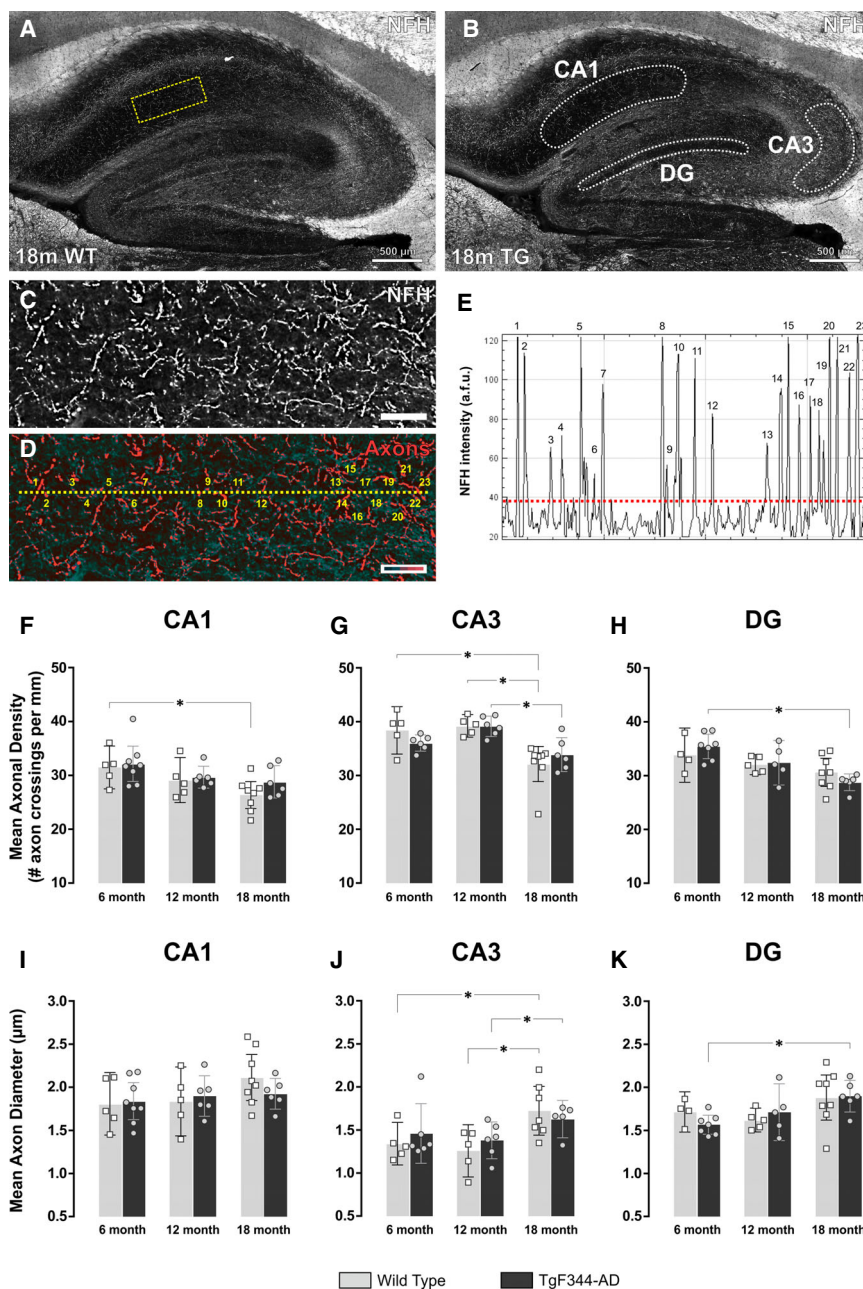 A
NFH
18m WT
500 µm
B
NFH
CA1
CA3
DG
18m TG
500 µm
C
NFH
D
Axons
1 3 5 7 9 11 13 15 17 19 21 23
2 4 6 8 10 12 14 16 18 20 22
E
1 5 8 15 20 23
2 3 4 6 7 9 10 11 12 13 14 16 17 18 19 21 22
NFH intensity (a.f.u.)
120
100
80
60
40
20
F
CA1
Mean Axonal Density
(# axon crossings per mm)
50
40
30
20
10
*
6 month 12 month 18 month
G
CA3
50
40
30
20
10
*
*
*
6 month 12 month 18 month
H
DG
50
40
30
20
10
*
6 month 12 month 18 month
I
CA1
Mean Axon Diameter (µm)
3.0
2.5
2.0
1.5
1.0
0.5
6 month 12 month 18 month
J
CA3
3.0
2.5
2.0
1.5
1.0
0.5
*
*
*
6 month 12 month 18 month
K
DG
3.0
2.5
2.0
1.5
1.0
0.5
*
6 month 12 month 18 month
Wild Type TgF344-AD